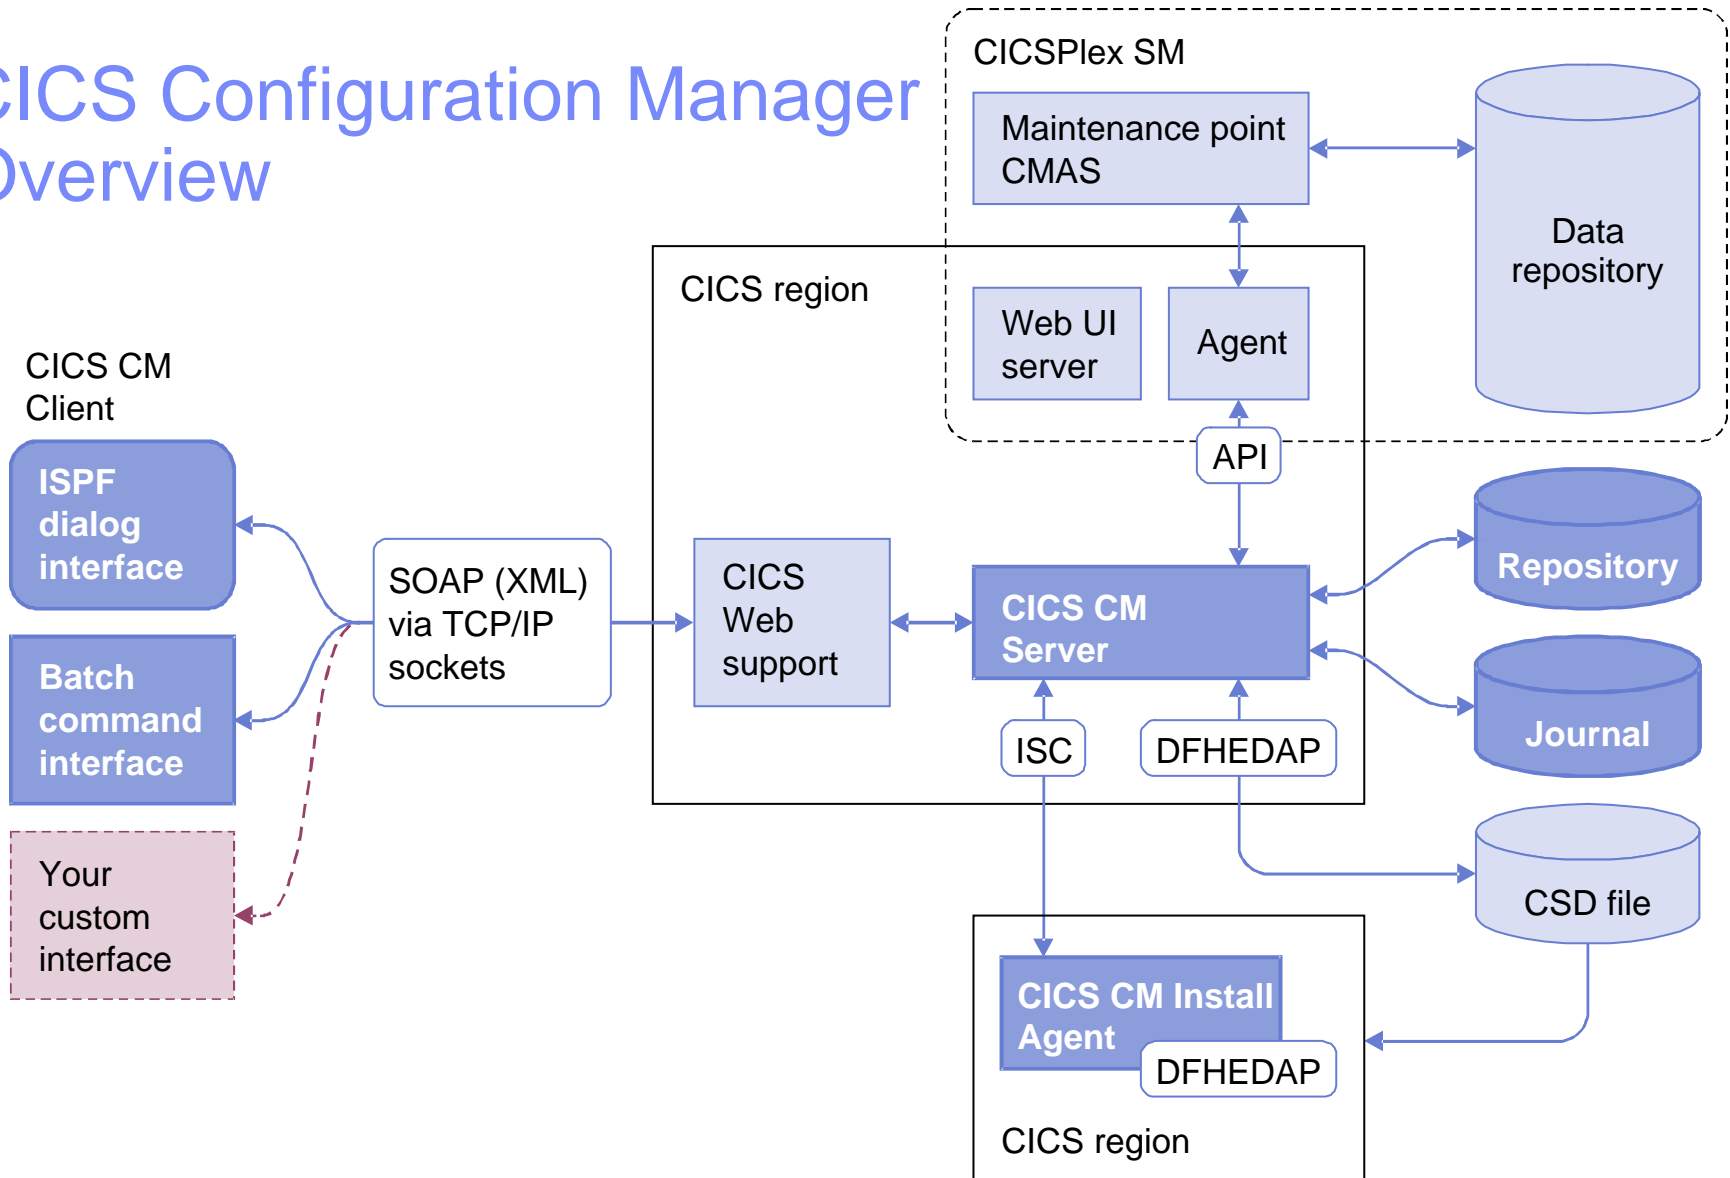 CICS Configuration Manager
Overview
CICSPlex SM
Maintenance point
CMAS
Data
repository
CICS region
Web UI
server
Agent
API
CICS CM
Client
ISPF
dialog
interface
Batch
command
interface
Your
custom
interface
SOAP (XML)
via TCP/IP
sockets
CICS
Web
support
CICS CM
Server
Repository
Journal
ISC
DFHEDAP
CSD file
CICS CM Install
Agent
DFHEDAP
CICS region